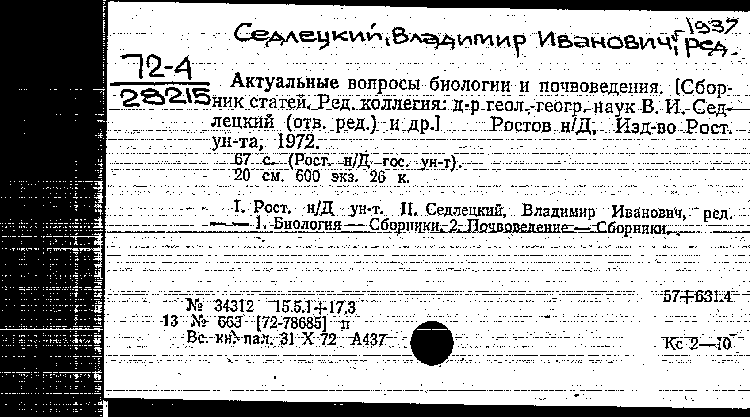 Седлецкий, Владимир Иванович, 1937
ред.
72-4
28215
Актуальные вопросы биологии и почвоведения. [Сбор-
ник статей. Ред. коллегия: д-р геол.-геогр. наук В. И. Сед-
лецкий (отв. ред.) и др.] Ростов н/Д, Изд-во Рост.
ун-та, 1972.
67 с. (Рост. н/Д гос. ун-т).
20 см. 600 экз. 26 к.
I. Рост. н/Д ун-т. II. Седлецкий, Владимир Иванович, ред.
— — 1. Биология — Сборники. 2. Почвоведение — Сборники.
57+631.4
№ 34312 15.5.1+17.3
13 № 663 [72-78685] п
Вс. кн. пал. 31 X 72 А437
Кс 2—10